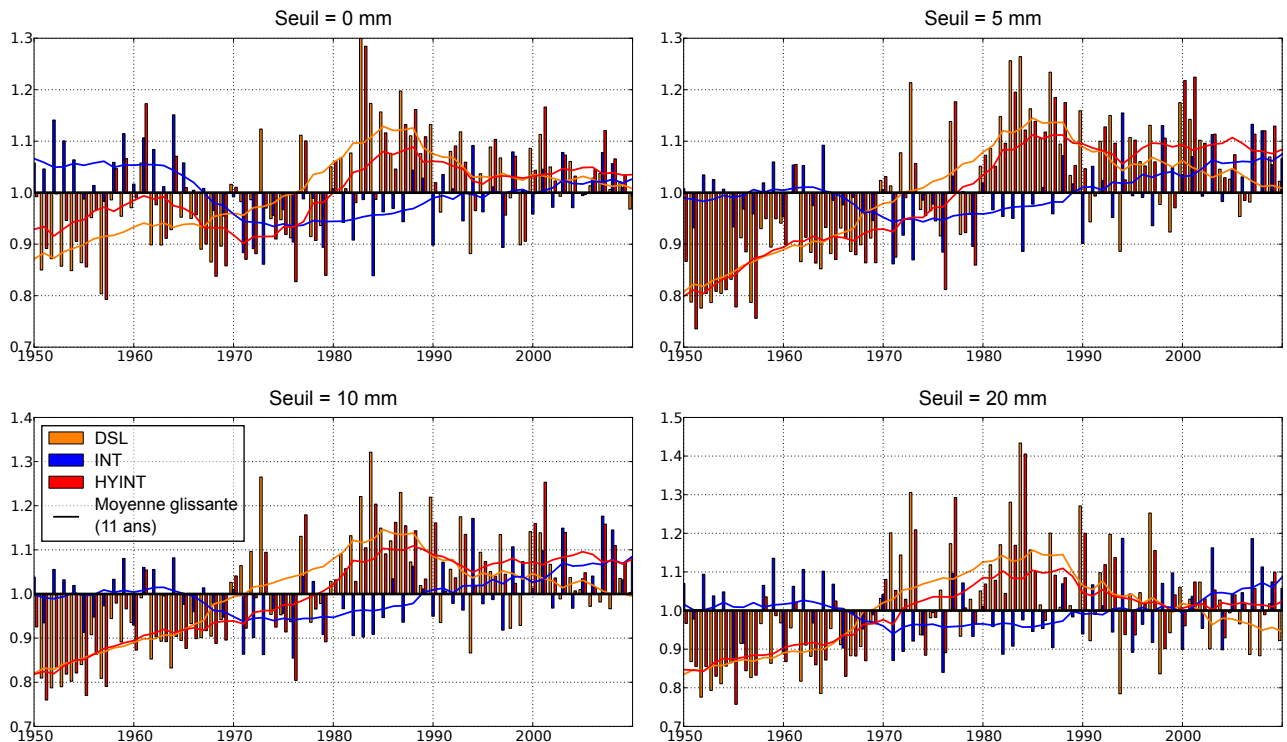 Seuil = 0 mm
1.3
1.2
1.1
1.0
0.9
0.8
0.7
1950 1960 1970 1980 1990 2000
Seuil = 5 mm
1.3
1.2
1.1
1.0
0.9
0.8
0.7
1950 1960 1970 1980 1990 2000
Seuil = 10 mm
1.4
1.3
1.2
1.1
1.0
0.9
0.8
0.7
DSL
INT
HYINT
Moyenne glissante
(11 ans)
1950 1960 1970 1980 1990 2000
Seuil = 20 mm
1.5
1.4
1.3
1.2
1.1
1.0
0.9
0.8
0.7
1950 1960 1970 1980 1990 2000